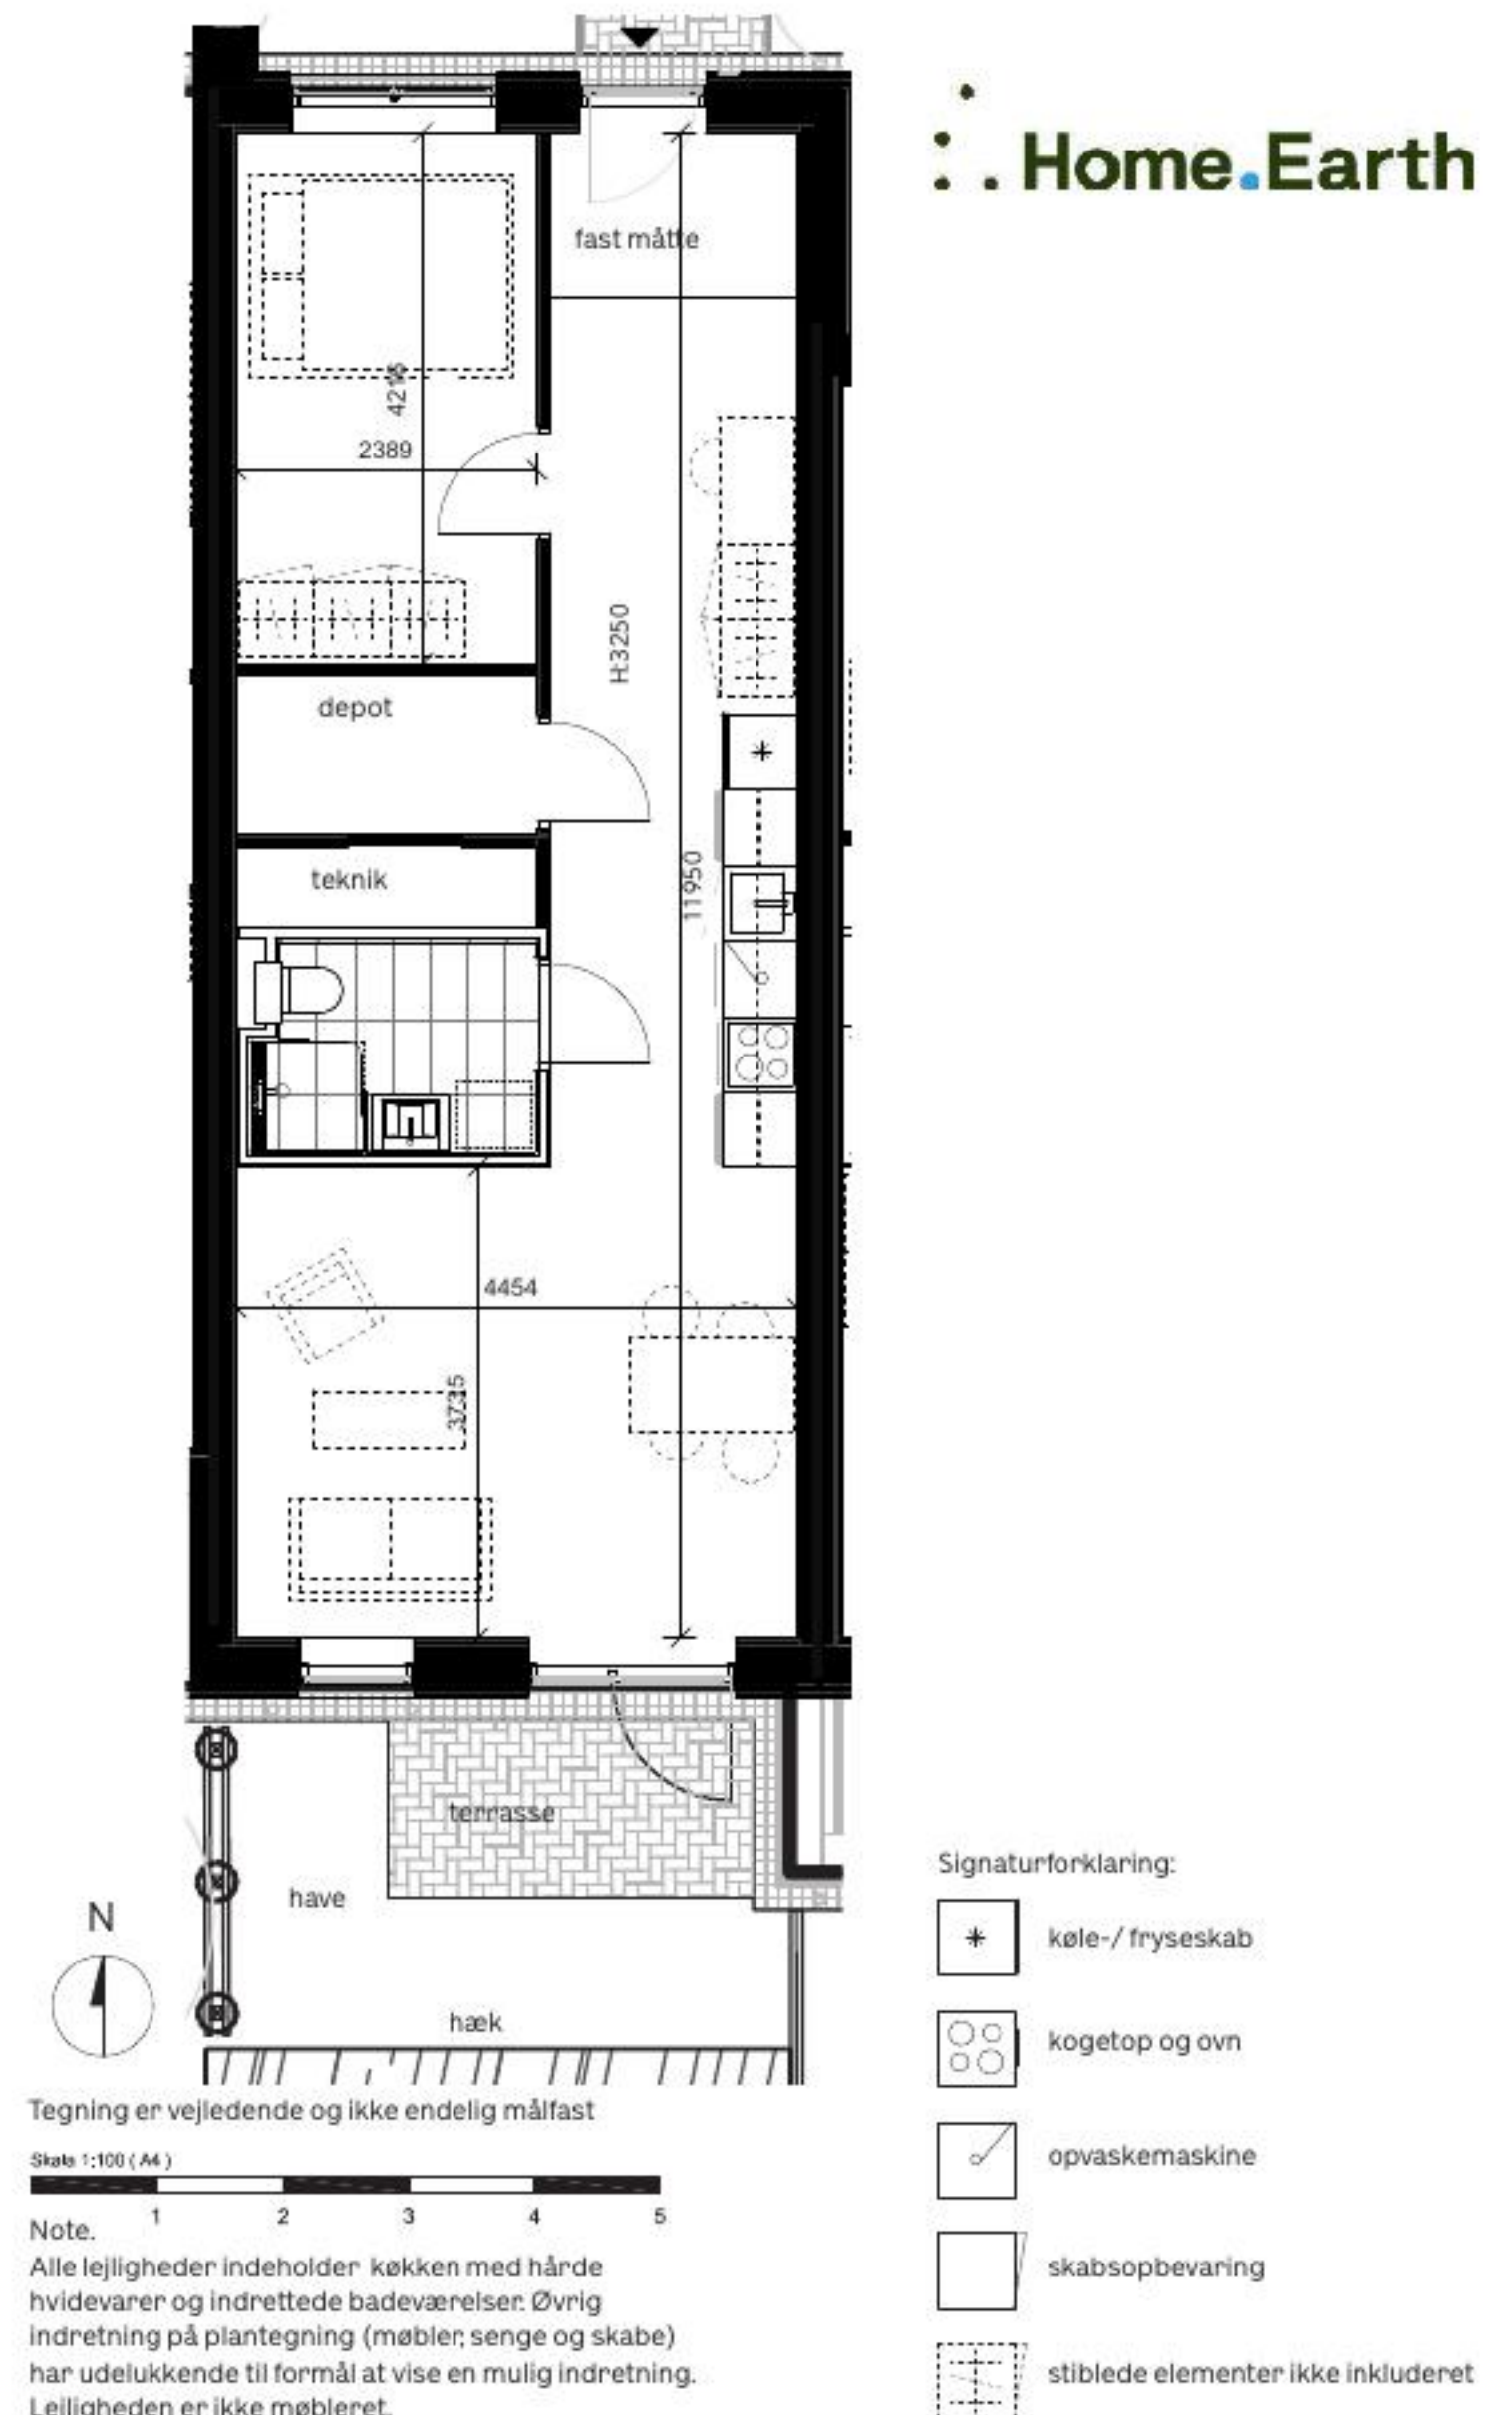 Home.Earth
fast måtte
4215
2389
H:3250
depot
teknik
11950
4454
3735
terrasse
have
N
hæk
Tegning er vejledende og ikke endelig målfast
Skala 1:100 ( A4 )
1 2 3 4 5
Note.
Alle lejligheder indeholder køkken med hårde
hvidevarer og indrettede badeværelser. Øvrig
indretning på plantegning (møbler, senge og skabe)
har udelukkende til formål at vise en mulig indretning.
Lejligheden er ikke møbleret.
Signaturforklaring:
køle-/ fryseskab
kogetop og ovn
opvaskemaskine
skabsopbevaring
stiblede elementer ikke inkluderet